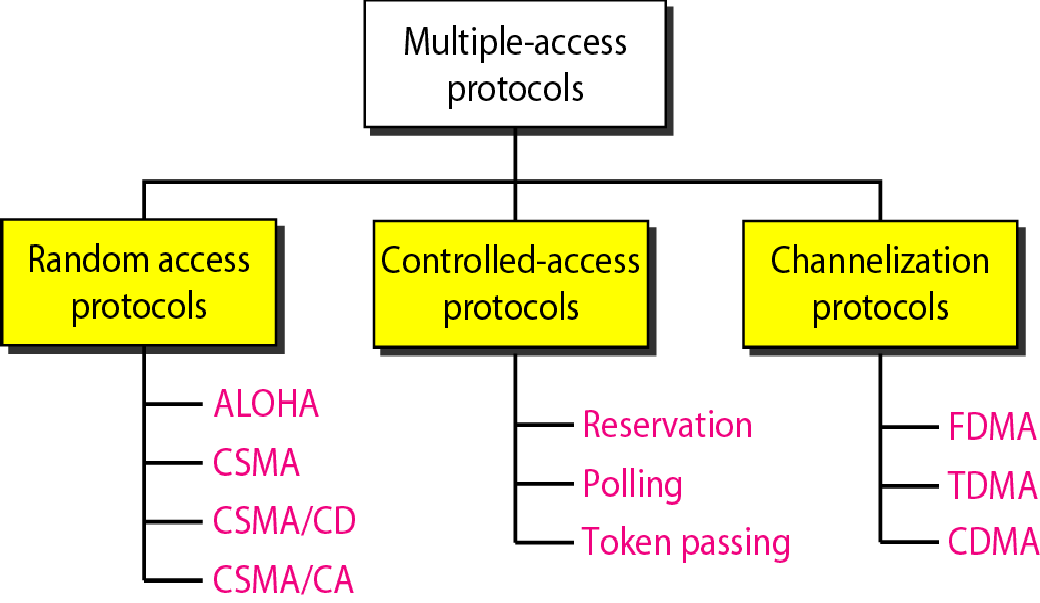 Multiple-access
protocols
Random access
protocols
Controlled-access
protocols
Channelization
protocols
ALOHA
CSMA
CSMA/CD
CSMA/CA
Reservation
Polling
Token passing
FDMA
TDMA
CDMA